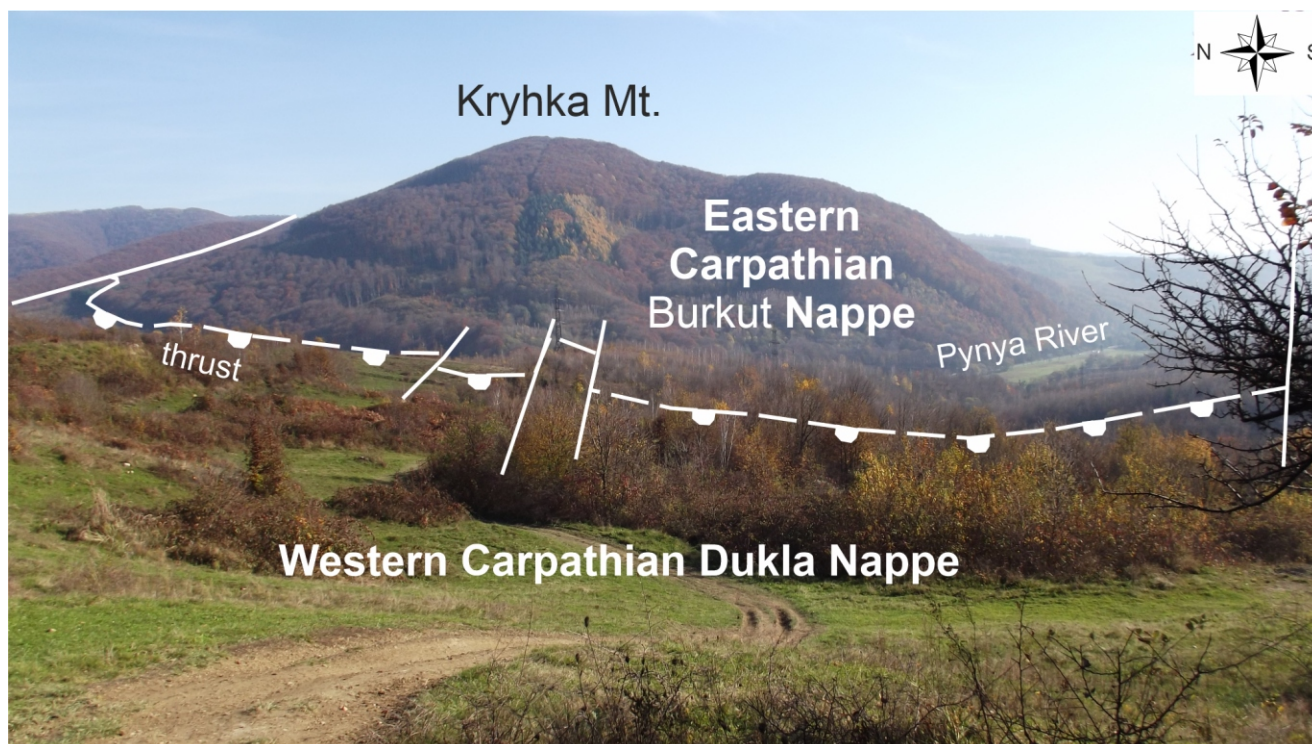 N S
Kryhka Mt.
Eastern
Carpathian
Burkut Nappe
Pynya River
thrust
Western Carpathian Dukla Nappe